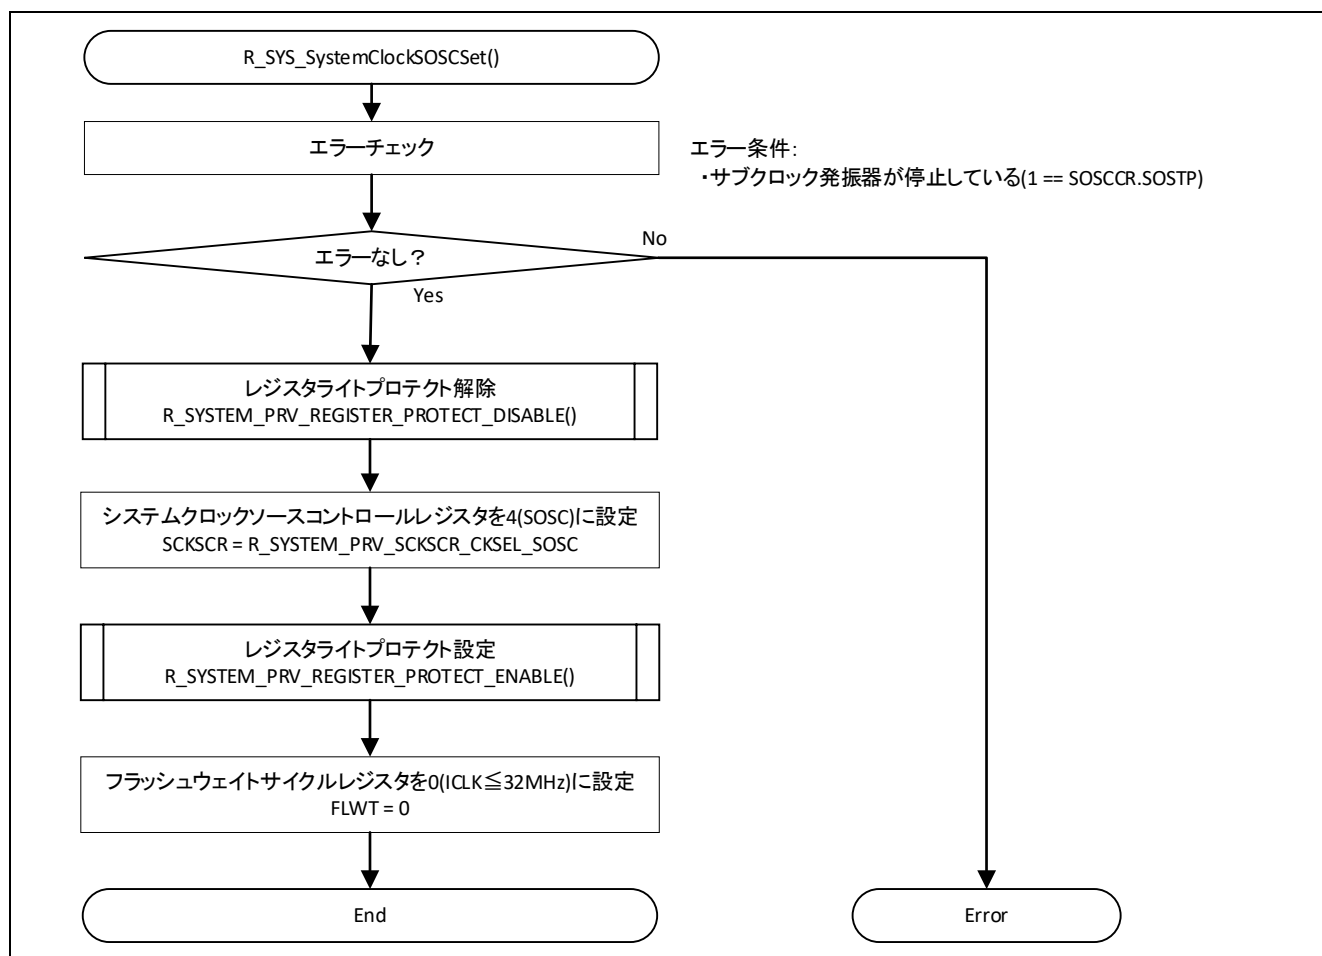 R_SYS_SystemClockSOSCSet()
エラーチェック
エラー条件:
・サブクロック発振器が停止している(1 == SOSCCR.SOSTP)
エラーなし？
No
Yes
レジスタライトプロテクト解除
R_SYSTEM_PRV_REGISTER_PROTECT_DISABLE()
システムクロックソースコントロールレジスタを4(SOSC)に設定
SCKSCR = R_SYSTEM_PRV_SCKSCR_CKSEL_SOSC
レジスタライトプロテクト設定
R_SYSTEM_PRV_REGISTER_PROTECT_ENABLE()
フラッシュウェイトサイクルレジスタを0(ICLK≦32MHz)に設定
FLWT = 0
End
Error